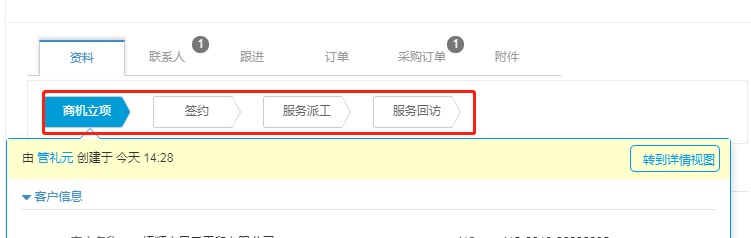 资料 联系人 1 跟进 订单 采购订单 1 附件
商机立项 签约 服务派工 服务回访
由 管礼元 创建于 今天 14:28 转到详情视图
客户信息